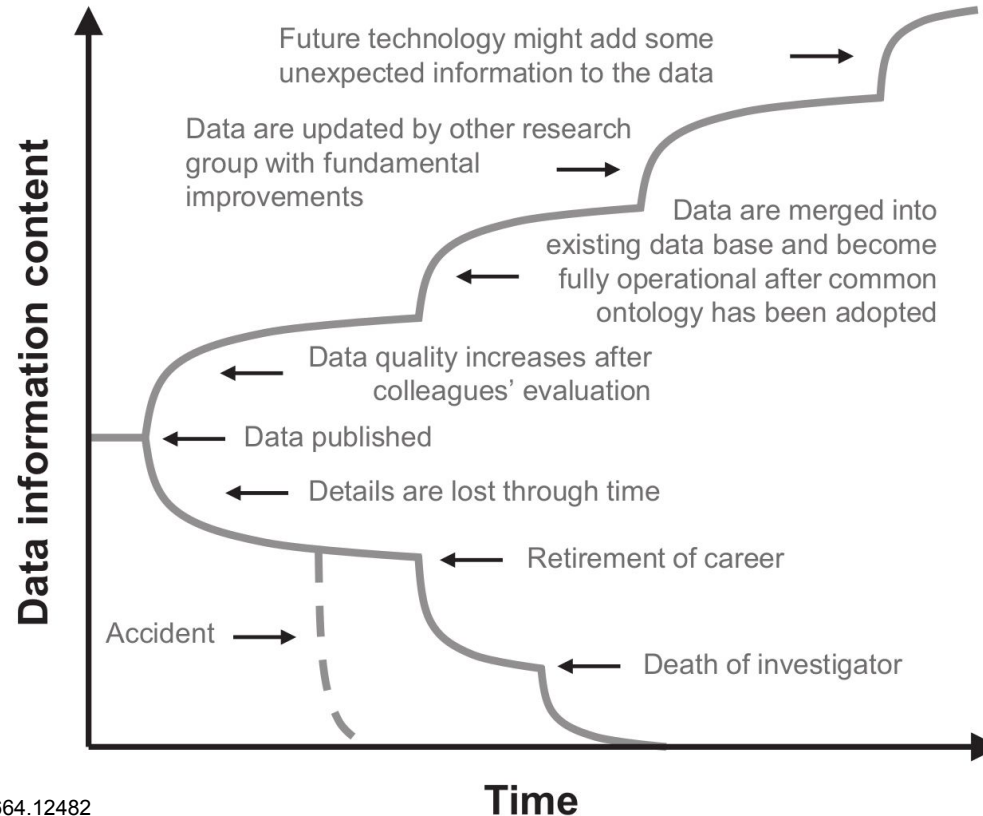 Future technology might add some
unexpected information to the data
Data are updated by other research
group with fundamental
improvements
Data are merged into
existing data base and become
fully operational after common
ontology has been adopted
Data quality increases after
colleagues’ evaluation
Data published
Details are lost through time
Retirement of career
Accident
Death of investigator
Data information content
Time
664.12482